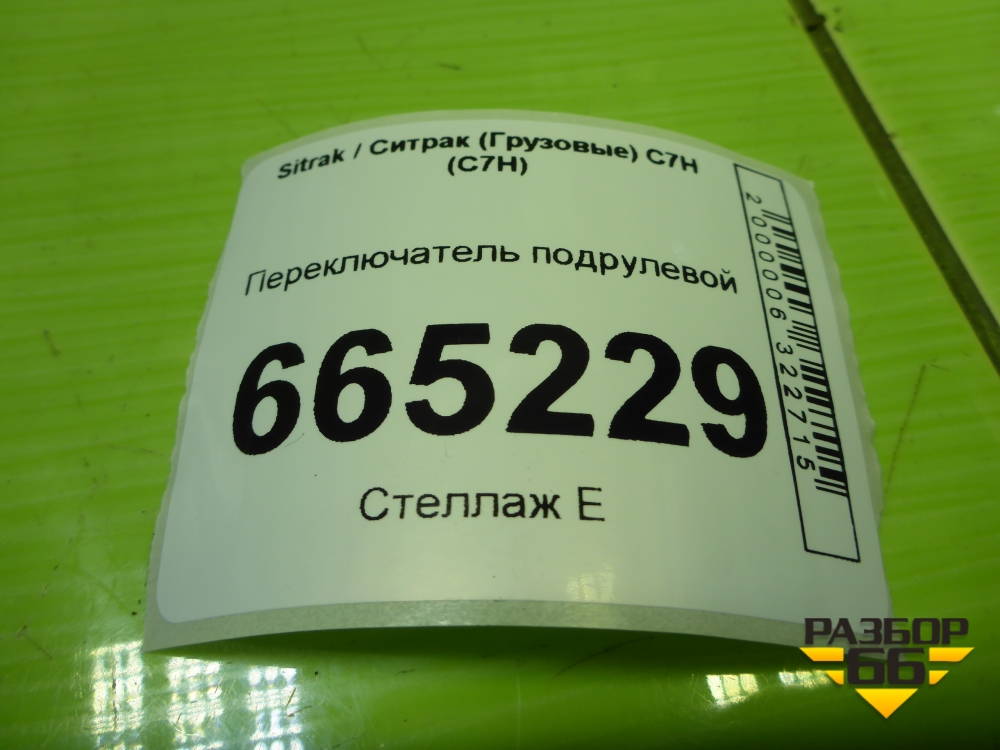 Sitrak / Ситрак (Грузовые) C7H
(C7H)
Переключатель подрулевой
665229
Стеллаж Е
2000006322715
РАЗБОР
66